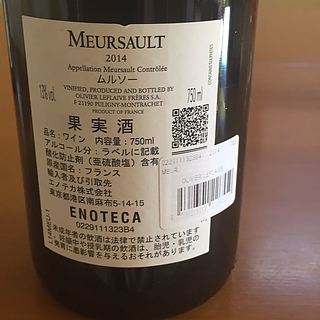 MEURSAULT
2014
Appellation Meursault Contrôlée
ムルソー
VINIFIED, PRODUCED AND BOTTLED BY
OLIVIER LEFLAIVE FRÈRES
F 21190 PULIGNY-MONTRACHET
PRODUCT OF FRANCE
13% vol.
750 ml
CONTAINS SULFITES
果実酒
品名：ワイン 内容量：750ml
アルコール分：ラベルに記載
酸化防止剤（亜硫酸塩）含有
原産国名：フランス
輸入者及び引取先
エノテカ株式会社
東京都港区南麻布5-14-15
ENOTECA
0229111323B4
未成年者の飲酒は法律で禁止されています
妊娠中や授乳期の飲酒は、胎児・乳児の
発育に悪影響を与えるおそれがあります
0229111323B4
MEUR
OLIVIER LEFLAIVE